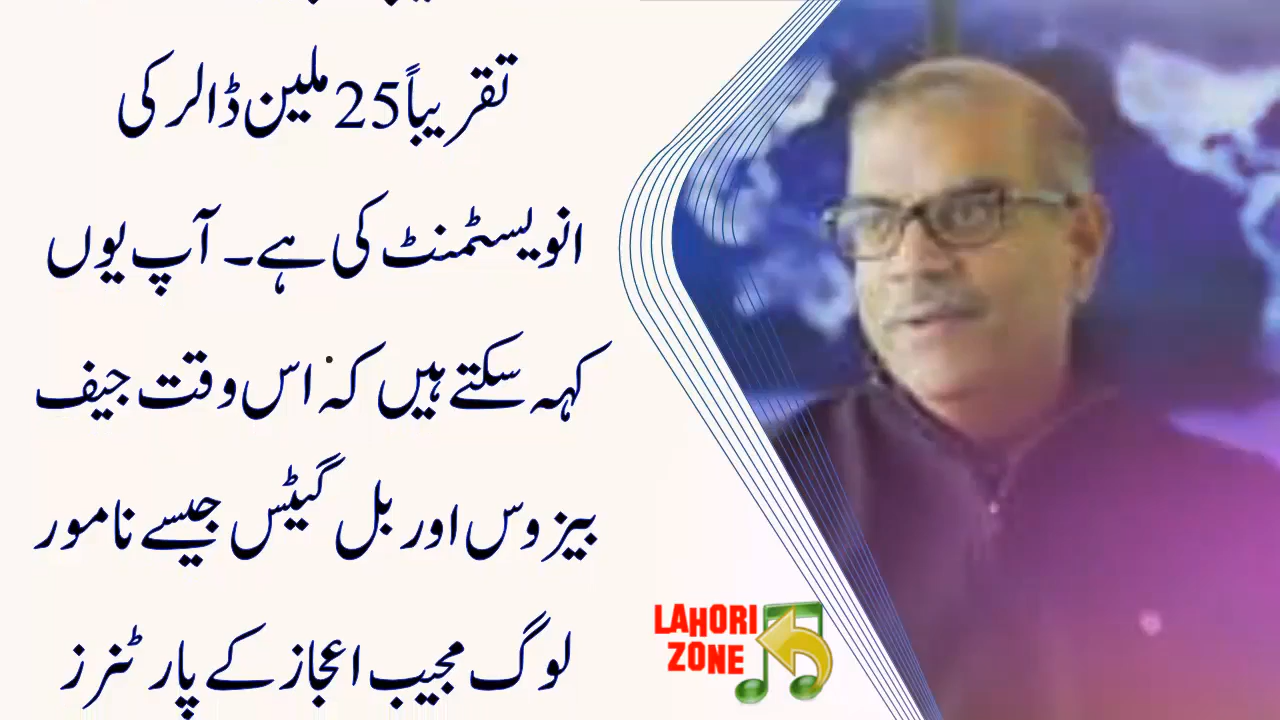 تقریباً 25 ملین ڈالر کی
انویسٹمنٹ کی ہے۔ آپ یوں
کہہ سکتے ہیں کہ اس وقت جیف
بیزوس اور بل گیٹس جیسے نامور
لوگ مجیب اعجاز کے پارٹنرز
LAHORI
ZONE